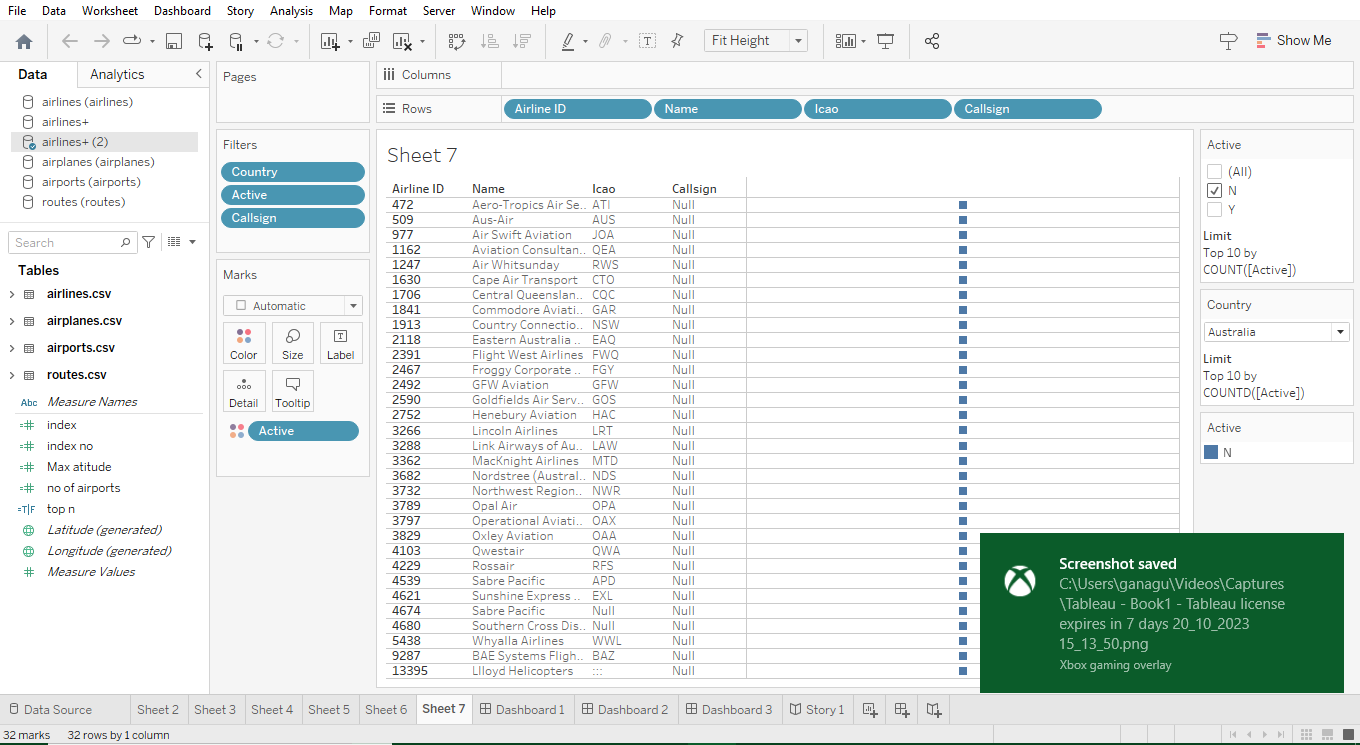 File Data Worksheet Dashboard Story Analysis Map Format Server Window Help
Fit Height
Show Me
Data Analytics
airlines (airlines)
airlines+
airlines+ (2)
airplanes (airplanes)
airports (airports)
routes (routes)
Search
Tables
airlines.csv
airplanes.csv
airports.csv
routes.csv
Abc Measure Names
index
index no
Max atitude
no of airports
=T|F top n
Latitude (generated)
Longitude (generated)
Measure Values
Pages
Filters
Country
Active
Callsign
Marks
Automatic
Color Size Label
Detail Tooltip
Active
Columns
Rows Airline ID Name Icao Callsign
Sheet 7
Airline ID Name Icao Callsign
472 Aero-Tropics Air Se.. ATI Null
509 Aus-Air AUS Null
977 Air Swift Aviation JOA Null
1162 Aviation Consultan.. QEA Null
1247 Air Whitsunday RWS Null
1630 Cape Air Transport CTO Null
1706 Central Queenslan.. CQC Null
1841 Commodore Aviati.. GAR Null
1913 Country Connectio.. NSW Null
2118 Eastern Australia .. EAQ Null
2391 Flight West Airlines FWQ Null
2467 Froggy Corporate .. FGY Null
2492 GFW Aviation GFW Null
2590 Goldfields Air Serv.. GOS Null
2752 Henebury Aviation HAC Null
3266 Lincoln Airlines LRT Null
3288 Link Airways of Au.. LAW Null
3362 MacKnight Airlines MTD Null
3682 Nordstree (Austral.. NDS Null
3732 Northwest Region.. NWR Null
3789 Opal Air OPA Null
3797 Operational Aviati.. OAX Null
3829 Oxley Aviation OAA Null
4103 Qwestair QWA Null
4229 Rossair RFS Null
4539 Sabre Pacific APD Null
4621 Sunshine Express .. EXL Null
4674 Sabre Pacific Null Null
4680 Southern Cross Dis.. Null Null
5438 Whyalla Airlines WWL Null
9287 BAE Systems Fligh.. BAZ Null
13395 Llloyd Helicopters ::: Null
Active
(All)
N
Y
Limit
Top 10 by
COUNT([Active])
Country
Australia
Limit
Top 10 by
COUNTD([Active])
Active
N
Screenshot saved
C:\Users\ganagu\Videos\Captures
\Tableau - Book1 - Tableau license
expires in 7 days 20_10_2023
15_13_50.png
Xbox gaming overlay
Data Source Sheet 2 Sheet 3 Sheet 4 Sheet 5 Sheet 6 Sheet 7 Dashboard 1 Dashboard 2 Dashboard 3 Story 1
32 marks 32 rows by 1 column